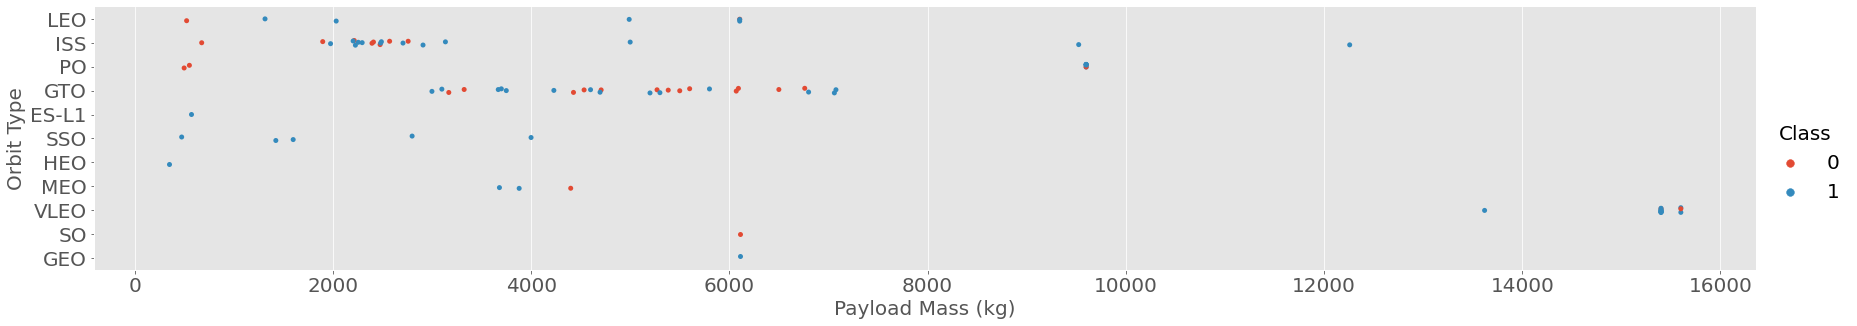 Orbit Type
LEO
ISS
PO
GTO
ES-L1
SSO
HEO
MEO
VLEO
SO
GEO
0 2000 4000 6000 8000 10000 12000 14000 16000
Payload Mass (kg)
Class
0
1